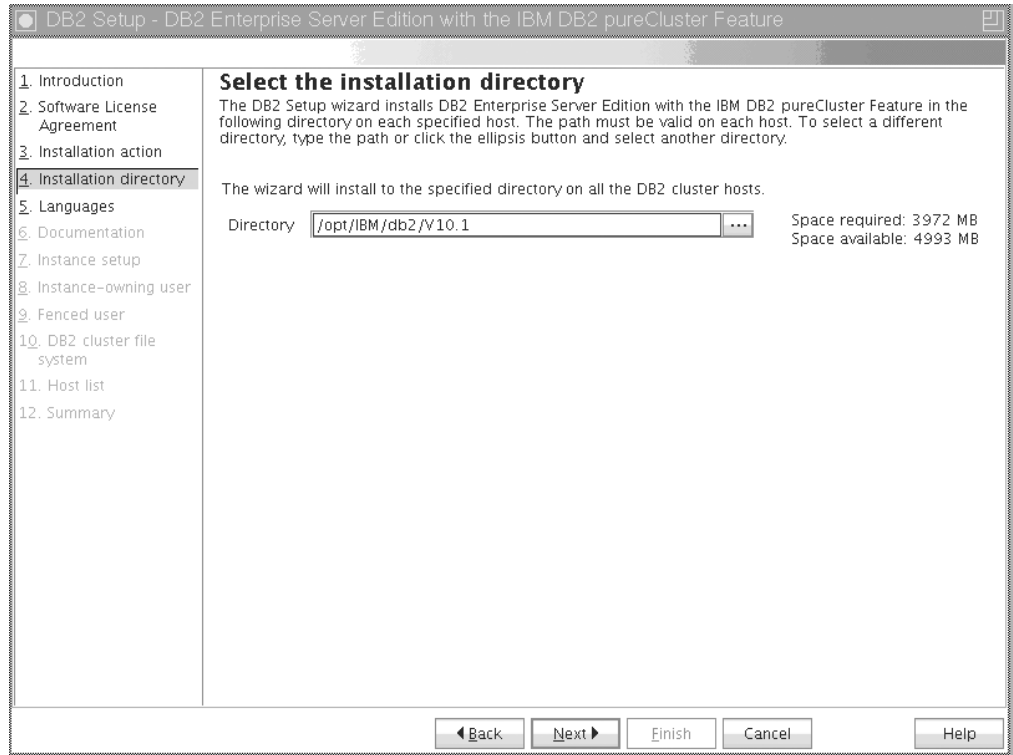 DB2 Setup - DB2 Enterprise Server Edition with the IBM DB2 pureCluster Feature
1. Introduction
2. Software License
Agreement
3. Installation action
4. Installation directory
5. Languages
6. Documentation
7. Instance setup
8. Instance-owning user
9. Fenced user
10. DB2 cluster file
system
11. Host list
12. Summary
Select the installation directory
The DB2 Setup wizard installs DB2 Enterprise Server Edition with the IBM DB2 pureCluster Feature in the
following directory on each specified host. The path must be valid on each host. To select a different
directory, type the path or click the ellipsis button and select another directory.
The wizard will install to the specified directory on all the DB2 cluster hosts.
Directory /opt/IBM/db2/V10.1 ...
Space required: 3972 MB
Space available: 4993 MB
Back Next Finish Cancel Help